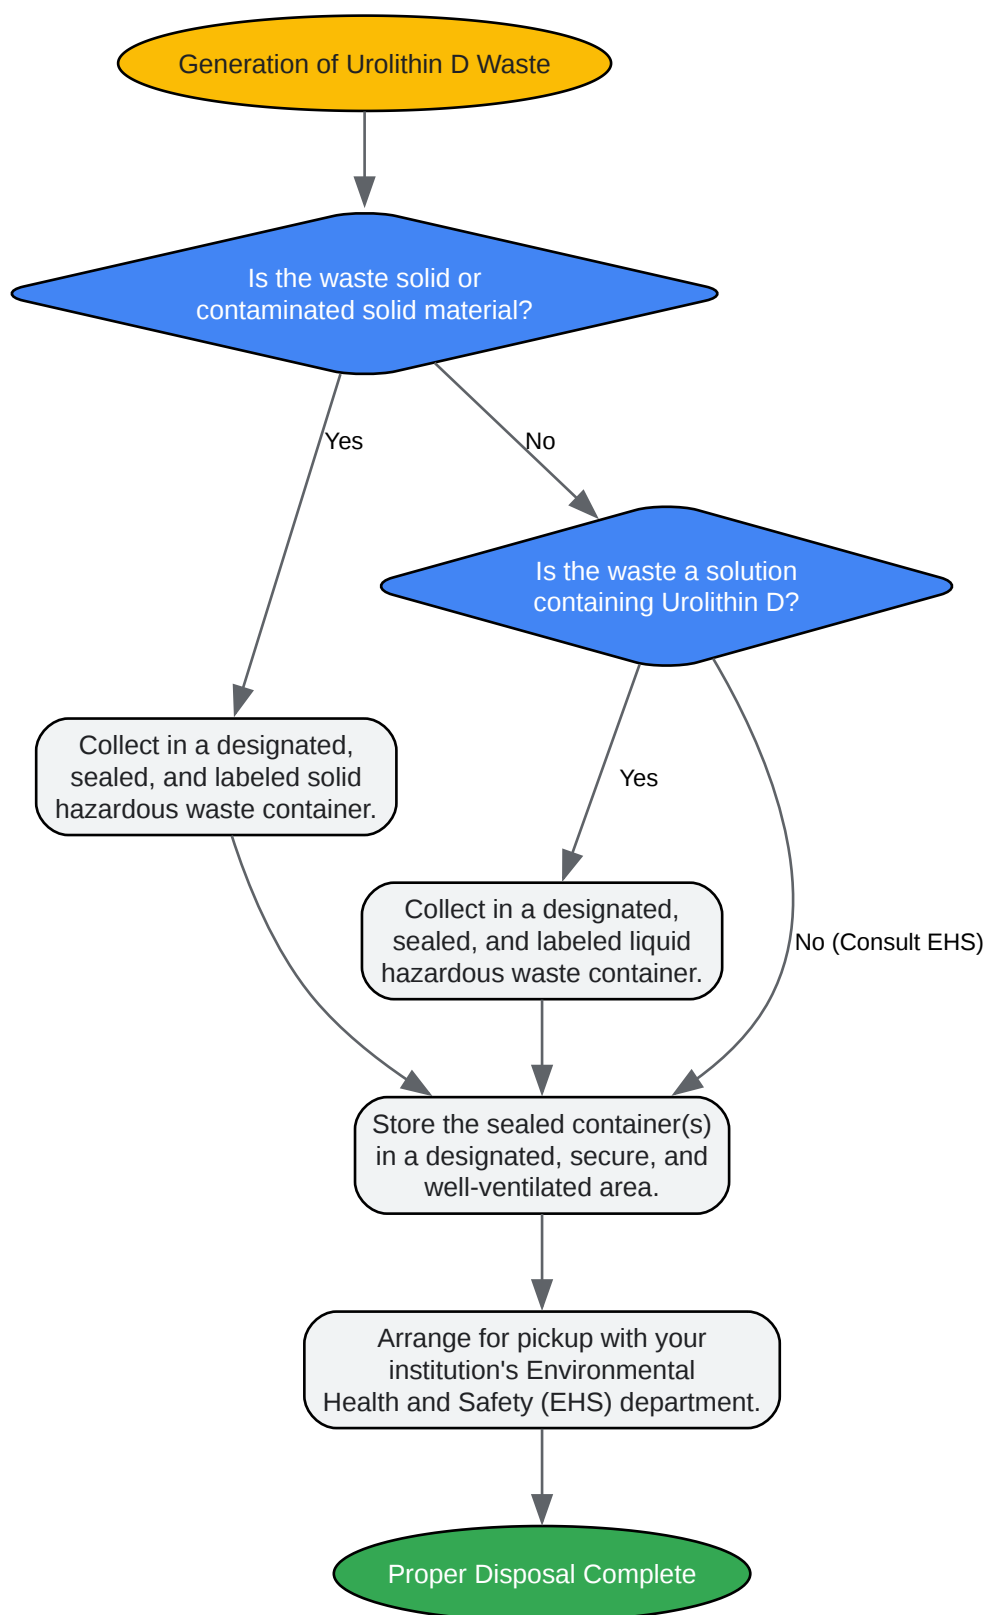 Generation of Urolithin D Waste
Is the waste solid or
contaminated solid material?
Yes
No
Is the waste a solution
containing Urolithin D?
Collect in a designated,
sealed, and labeled solid
hazardous waste container.
Yes
Collect in a designated,
sealed, and labeled liquid
hazardous waste container.
No (Consult EHS)
Store the sealed container(s)
in a designated, secure, and
well-ventilated area.
Arrange for pickup with your
institution's Environmental
Health and Safety (EHS) department.
Proper Disposal Complete